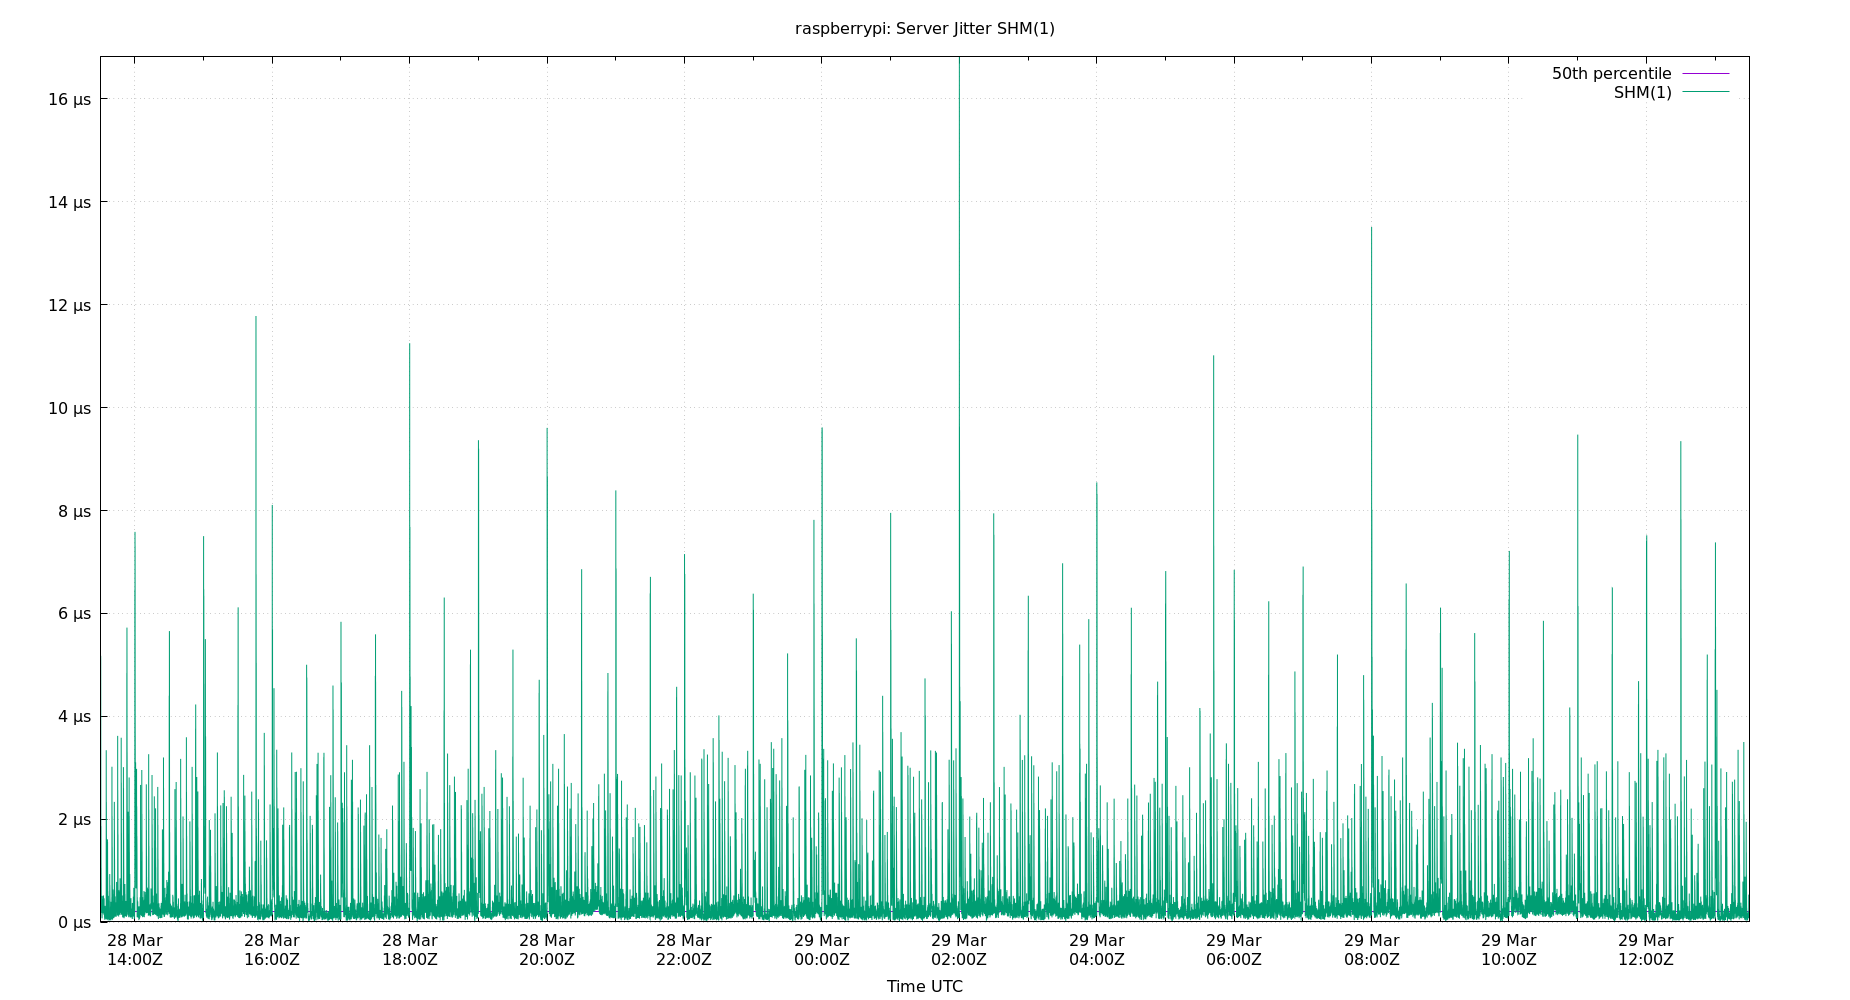 raspberrypi: Server Jitter SHM(1)
50th percentile
SHM(1)
16 µs
14 µs
12 µs
10 µs
8 µs
6 µs
4 µs
2 µs
0 µs
28 Mar 28 Mar 28 Mar 28 Mar 28 Mar 29 Mar 29 Mar 29 Mar 29 Mar 29 Mar 29 Mar 29 Mar
14:00Z 16:00Z 18:00Z 20:00Z 22:00Z 00:00Z 02:00Z 04:00Z 06:00Z 08:00Z 10:00Z 12:00Z
Time UTC